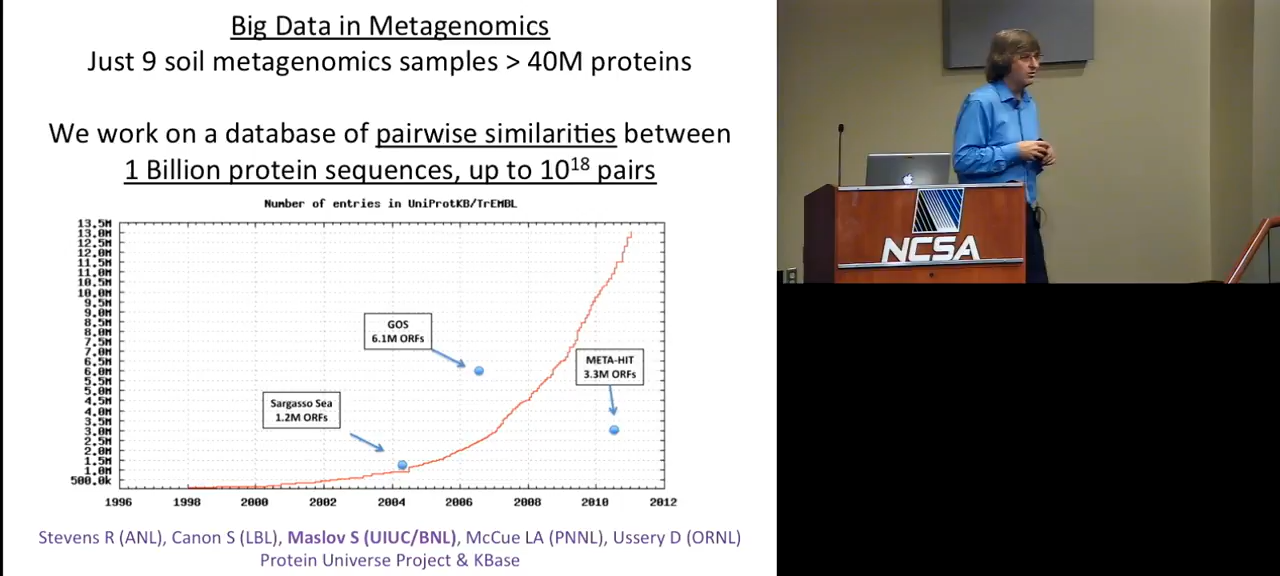 Big Data in Metagenomics
Just 9 soil metagenomics samples > 40M proteins
We work on a database of pairwise similarities between
1 Billion protein sequences, up to 10¹⁸ pairs
Number of entries in UniProtKB/TrEMBL
13.5M
13.0M
12.5M
12.0M
11.5M
11.0M
10.5M
10.0M
9.5M
9.0M
8.5M
8.0M
7.5M
7.0M
6.5M
6.0M
5.5M
5.0M
4.5M
4.0M
3.5M
3.0M
2.5M
2.0M
1.5M
1.0M
500.0k
GOS
6.1M ORFs
META-HIT
3.3M ORFs
Sargasso Sea
1.2M ORFs
1996 1998 2000 2002 2004 2006 2008 2010 2012
Stevens R (ANL), Canon S (LBL), Maslov S (UIUC/BNL), McCue LA (PNNL), Ussery D (ORNL)
Protein Universe Project & KBase
NCSA